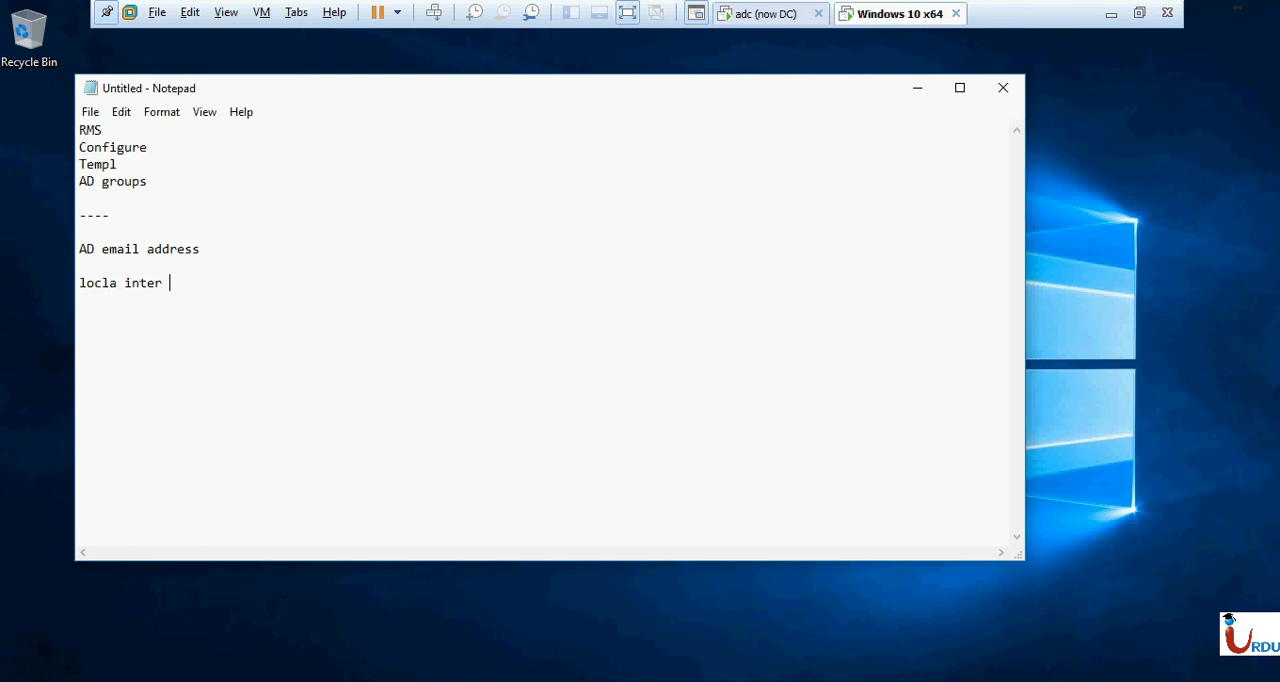 File Edit View VM Tabs Help adc (now DC) Windows 10 x64
Recycle Bin
Untitled - Notepad
File Edit Format View Help
RMS
Configure
Templ
AD groups
----
AD email address
locla inter
URDU